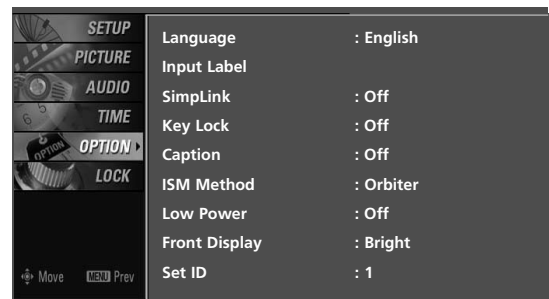 SETUP
PICTURE
AUDIO
TIME
OPTION
LOCK
Move MENU Prev
Language : English
Input Label
SimpLink : Off
Key Lock : Off
Caption : Off
ISM Method : Orbiter
Low Power : Off
Front Display : Bright
Set ID : 1